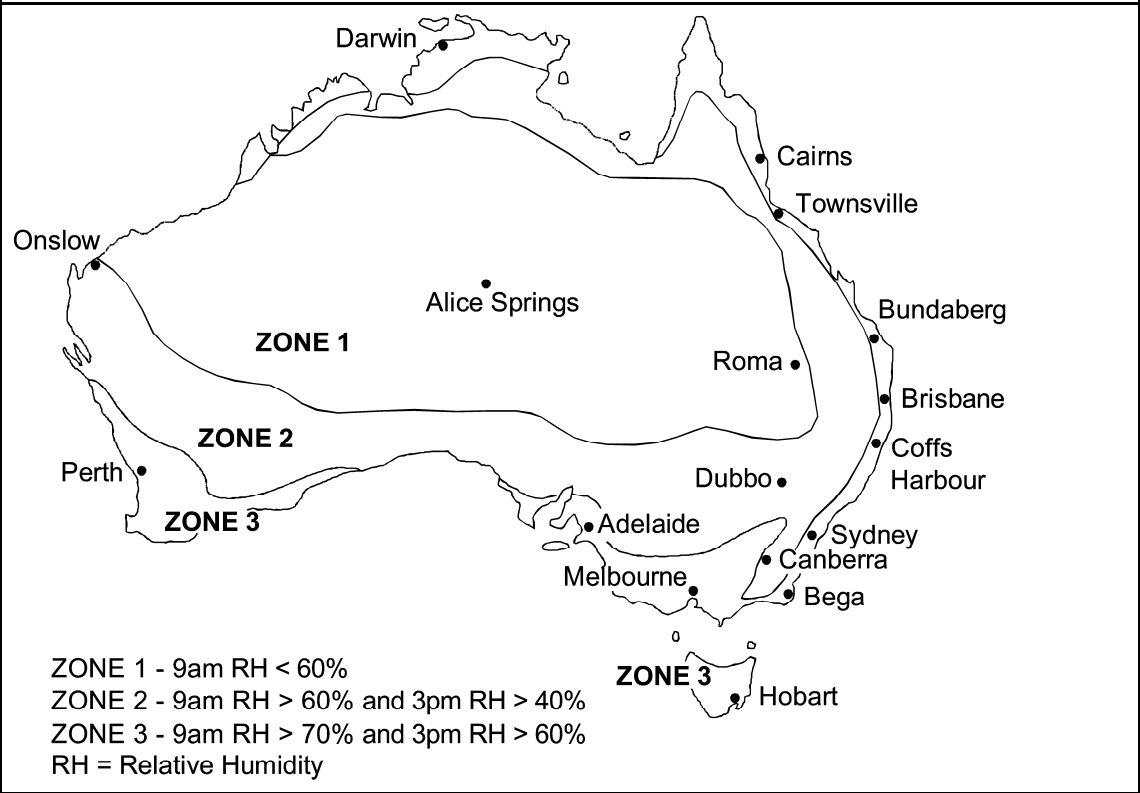 Darwin
Cairns
Townsville
Onslow
Alice Springs
Bundaberg
ZONE 1
Roma
Brisbane
ZONE 2
Coffs
Harbour
Perth
Dubbo
ZONE 3
Adelaide
Sydney
Canberra
Melbourne
Bega
ZONE 1 - 9am RH < 60%
ZONE 2 - 9am RH > 60% and 3pm RH > 40%
ZONE 3 - 9am RH > 70% and 3pm RH > 60%
RH = Relative Humidity
ZONE 3
Hobart